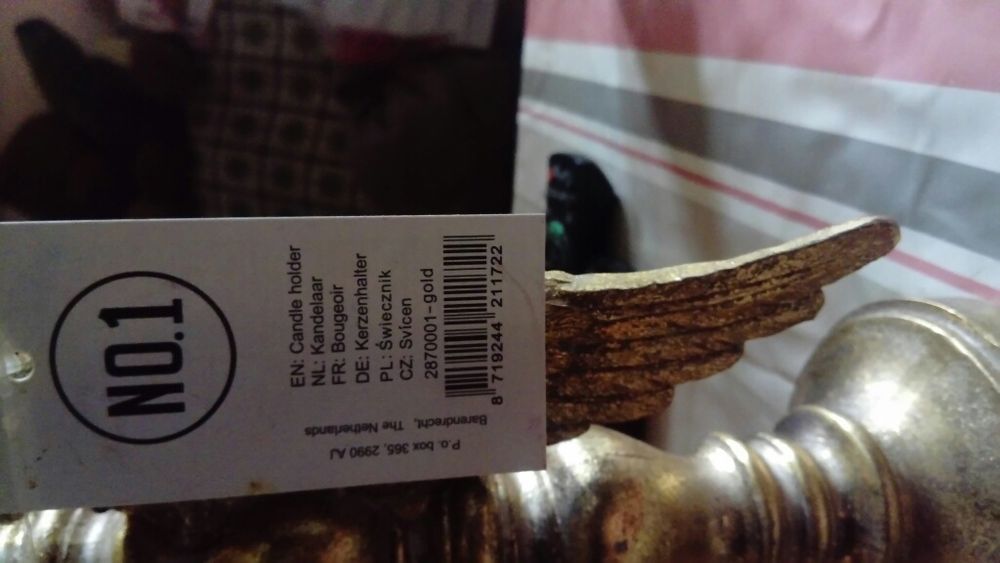 NO.1
EN: Candle holder
NL: Kandelaar
FR: Bougeoir
DE: Kerzenhalter
PL: Świecznik
CZ: Svícen
2870001-gold
8 719244 211722
P.o. box 365, 2990 AJ
Barendrecht, The Netherlands